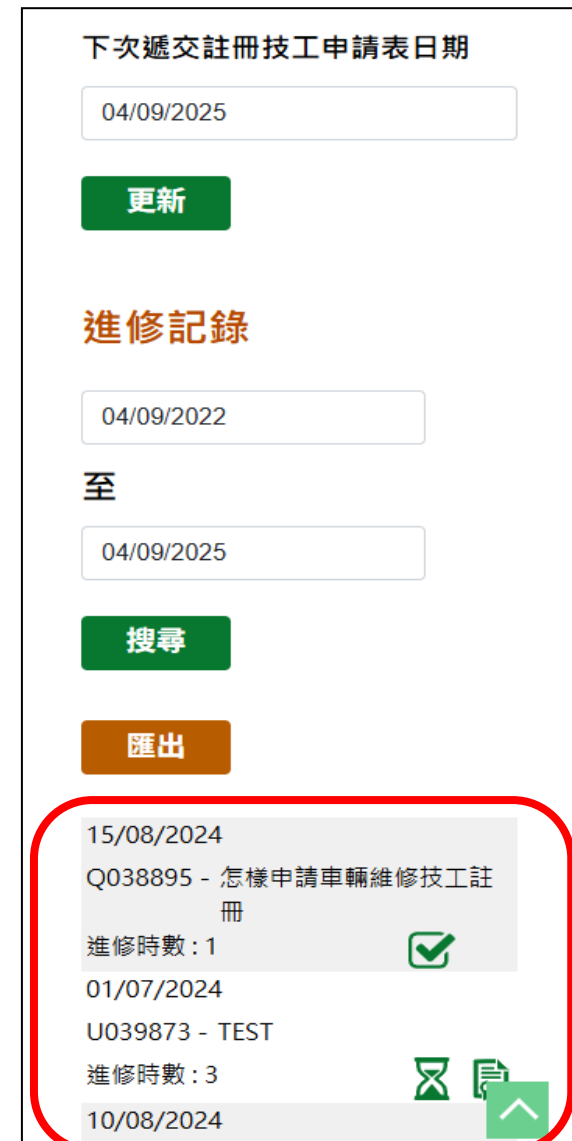 下次遞交註冊技工申請表日期
04/09/2025
更新
進修記錄
04/09/2022
至
04/09/2025
搜尋
匯出
15/08/2024
Q038895 - 怎樣申請車輛維修技工註
冊
進修時數 : 1
01/07/2024
U039873 - TEST
進修時數 : 3
10/08/2024